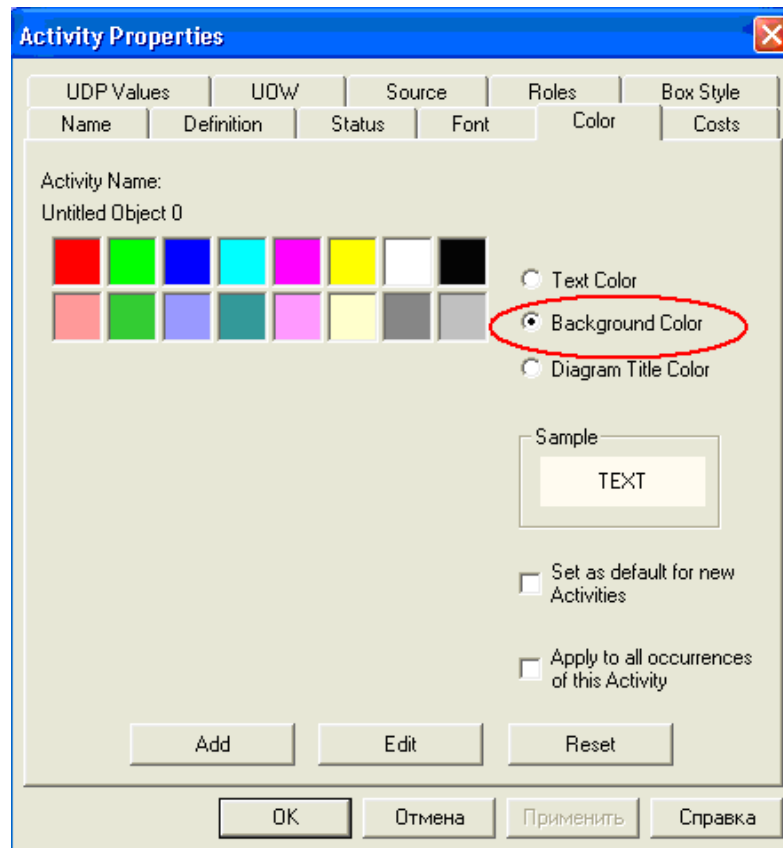 Activity Properties
UDP Values UOW Source Roles Box Style
Name Definition Status Font Color Costs
Activity Name:
Untitled Object 0
Text Color
Background Color
Diagram Title Color
Sample
TEXT
Set as default for new
Activities
Apply to all occurrences
of this Activity
Add Edit Reset
OK Отмена Применить Справка